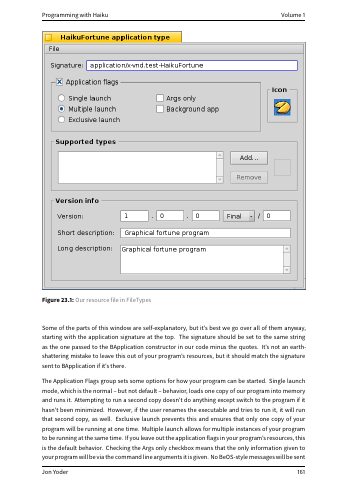 Programming with Haiku Volume 1
HaikuFortune application type
File
Signature: application/x-vnd.test-HaikuFortune
Application flags
Icon
Single launch Args only
Multiple launch Background app
Exclusive launch
Supported types
Add...
Remove
Version info
Version: 1 . 0 . 0 Final / 0
Short description: Graphical fortune program
Long description: Graphical fortune program
Figure 23.1: Our resource file in FileTypes
Some of the parts of this window are self-explanatory, but it's best we go over all of them anyway,
starting with the application signature at the top. The signature should be set to the same string
as the one passed to the BApplication constructor in our code minus the quotes. It's not an earth-
shattering mistake to leave this out of your program's resources, but it should match the signature
sent to BApplication if it's there.
The Application Flags group sets some options for how your program can be started. Single launch
mode, which is the normal – but not default – behavior, loads one copy of our program into memory
and runs it. Attempting to run a second copy doesn't do anything except switch to the program if it
hasn't been minimized. However, if the user renames the executable and tries to run it, it will run
that second copy, as well. Exclusive launch prevents this and ensures that only one copy of your
program will be running at one time. Multiple launch allows for multiple instances of your program
to be running at the same time. If you leave out the application flags in your program's resources, this
is the default behavior. Checking the Args only checkbox means that the only information given to
your program will be via the command line arguments it is given. No BeOS-style messages will be sent
Jon Yoder 161